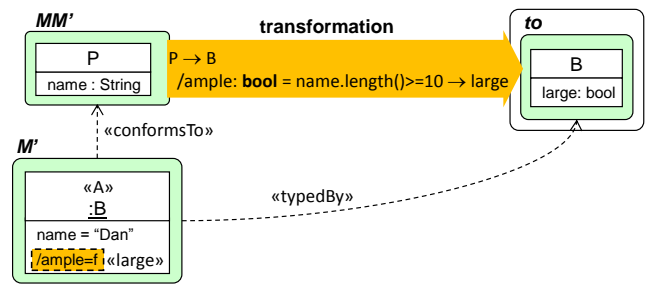 MM’
transformation
to
P
name : String
P → B
/ample: bool = name.length()>=10 → large
B
large: bool
«conformsTo»
M’
«A»
:B
name = “Dan”
/ample=f «large»
«typedBy»